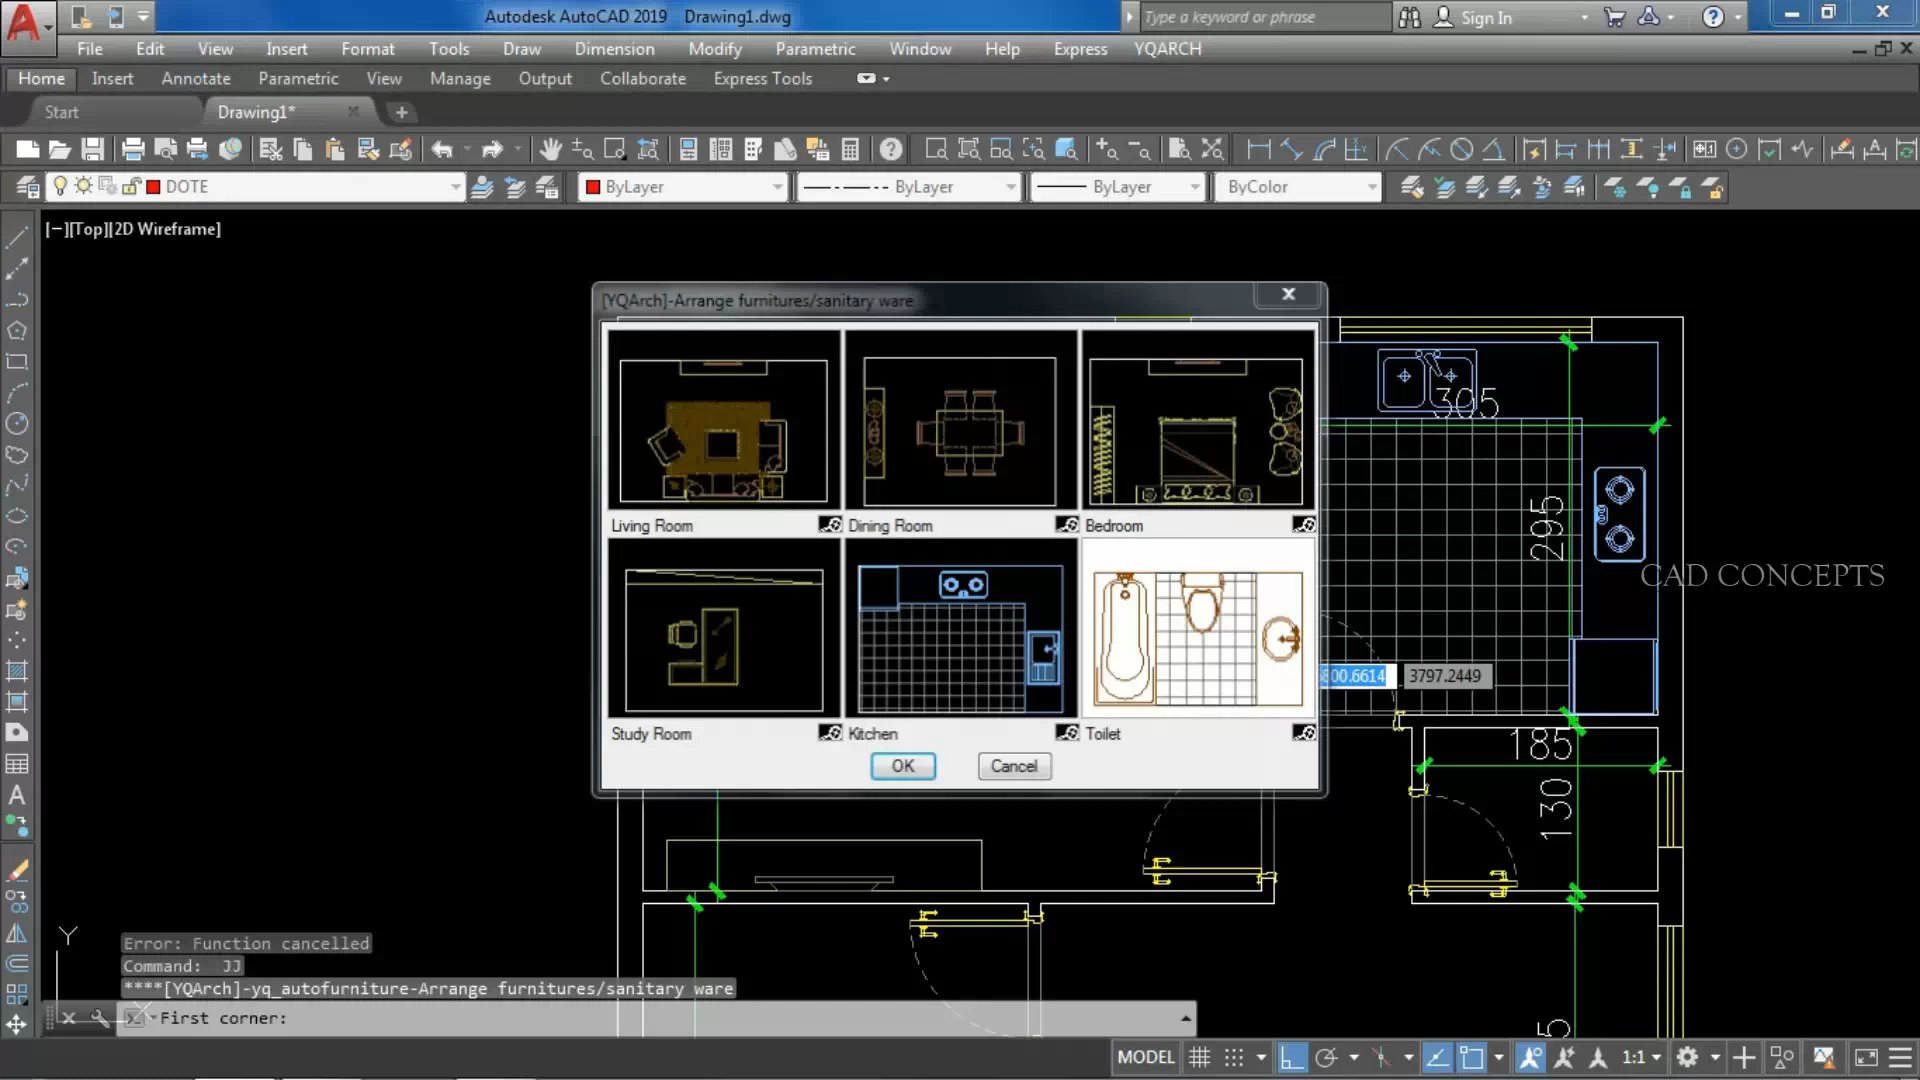 Autodesk AutoCAD 2019 Drawing1.dwg
Type a keyword or phrase
Sign In
File Edit View Insert Format Tools Draw Dimension Modify Parametric Window Help Express YQARCH
Home Insert Annotate Parametric View Manage Output Collaborate Express Tools
Start
Drawing1*
DOTE
ByLayer
ByLayer
ByLayer
ByColor
[−][Top][2D Wireframe]
[YQArch]-Arrange furnitures/sanitary ware
Living Room
Dining Room
Bedroom
Study Room
Kitchen
Toilet
OK
Cancel
305
295
CAD CONCEPTS
800.6614
3797.2449
185
130
5
Y
Error: Function cancelled
Command: JJ
****[YQArch]-yq_autofurniture-Arrange furnitures/sanitary ware
First corner:
MODEL
1:1